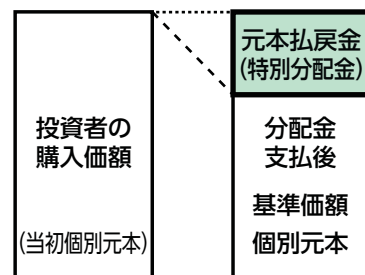 投資者の
購入価額
(当初個別元本)
元本払戻金
(特別分配金)
分配金
支払後
基準価額
個別元本